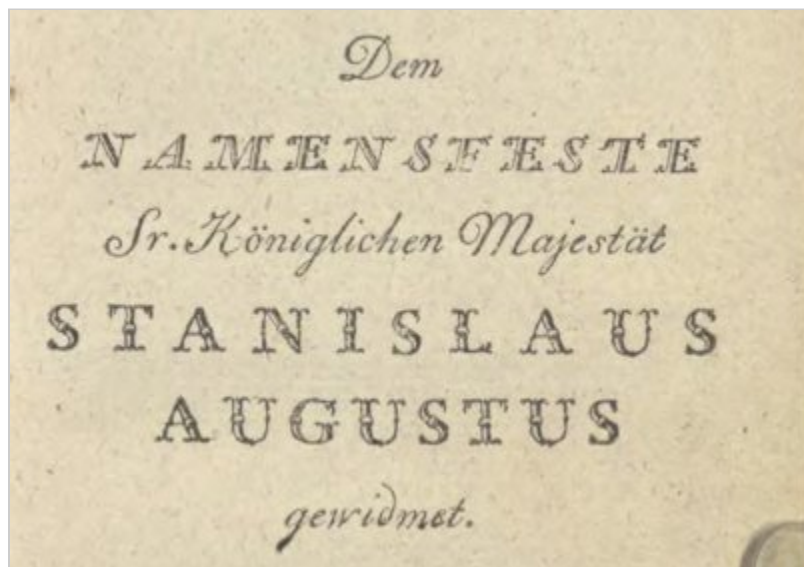 Dem
NAMENSFESTE
Sr. Königlichen Majestät
STANISLAUS
AUGUSTUS
gewidmet.